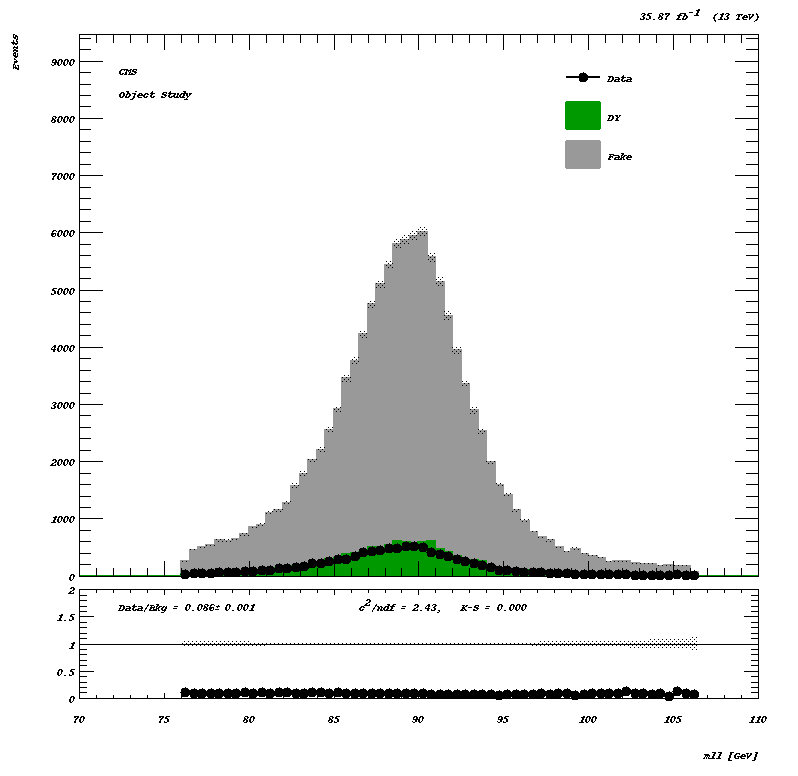 35.87 fb-1 (13 TeV)
Events
CMS
Object Study
Data
DY
Fake
9000
8000
7000
6000
5000
4000
3000
2000
1000
0
Data/Bkg = 0.086± 0.001 c2/ndf = 2.43, K-S = 0.000
2
1.5
1
0.5
0
70 75 80 85 90 95 100 105 110
mll [GeV]